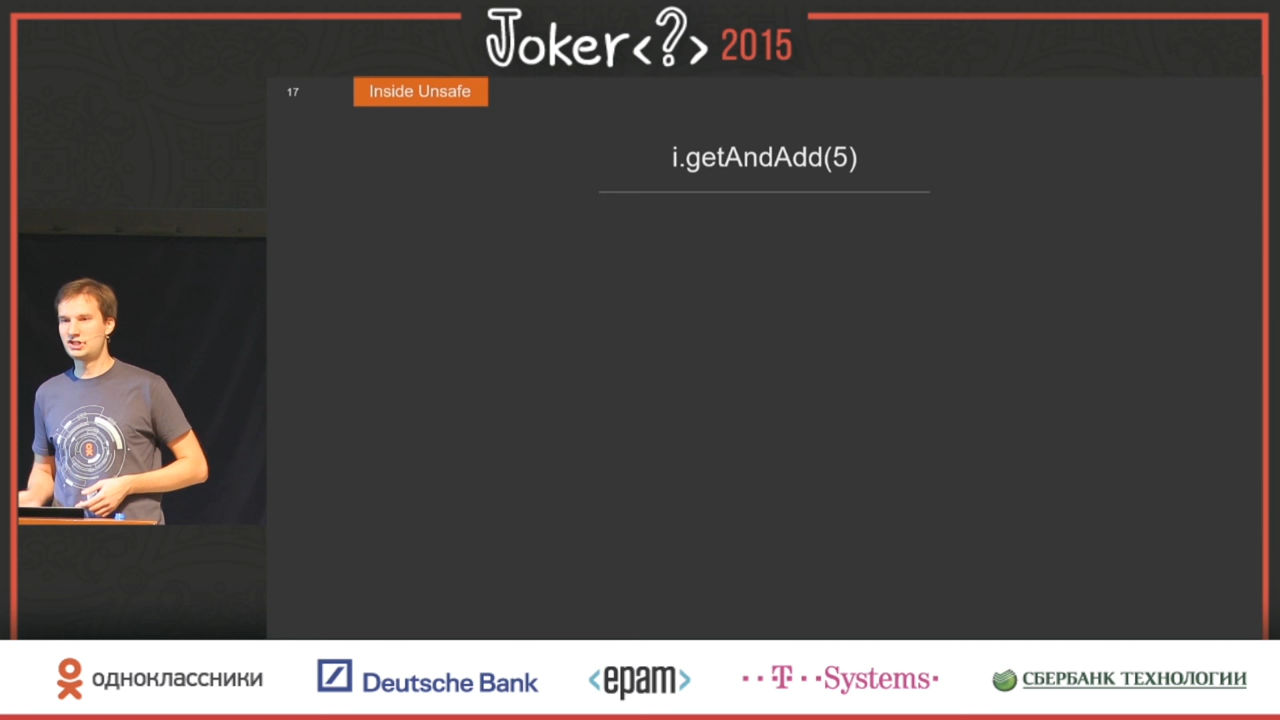 Joker<?> 2015
17
Inside Unsafe
i.getAndAdd(5)
одноклассники
Deutsche Bank
<epam>
··T··Systems·
СБЕРБАНК ТЕХНОЛОГИИ